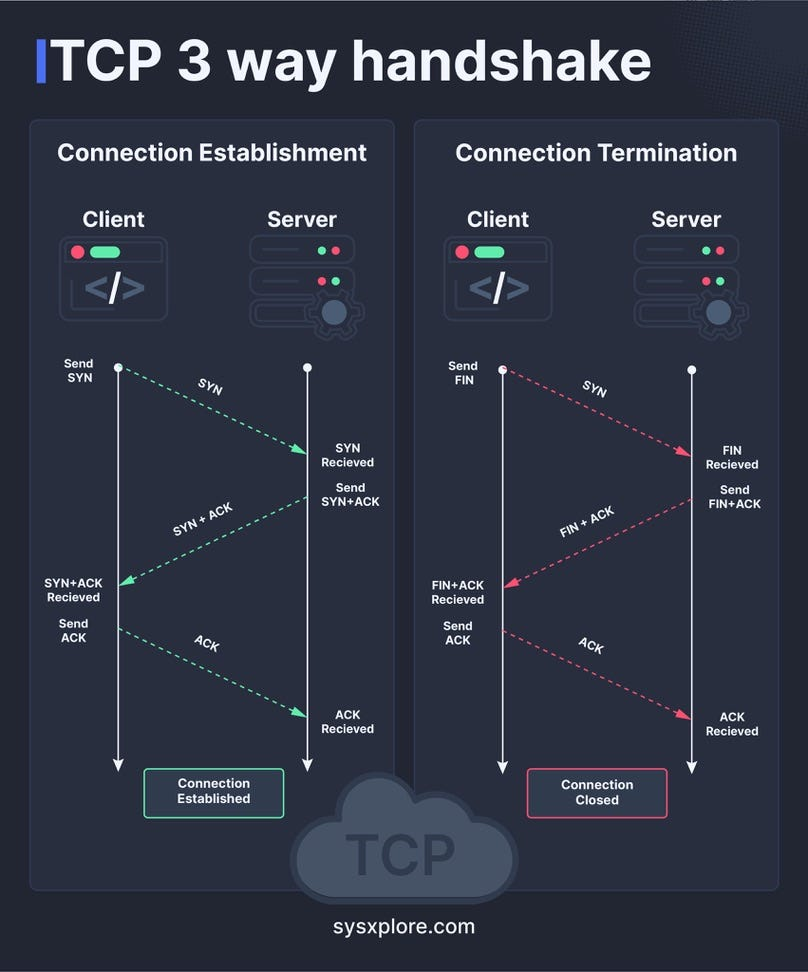 TCP 3 way handshake
Connection Establishment
Client
Server
</>
Send
SYN
SYN
SYN
Recieved
Send
SYN+ACK
SYN + ACK
SYN+ACK
Recieved
Send
ACK
ACK
ACK
Recieved
Connection
Established
Connection Termination
Client
Server
</>
Send
FIN
SYN
FIN
Recieved
Send
FIN+ACK
FIN + ACK
FIN+ACK
Recieved
Send
ACK
ACK
ACK
Recieved
Connection
Closed
TCP
sysxplore.com